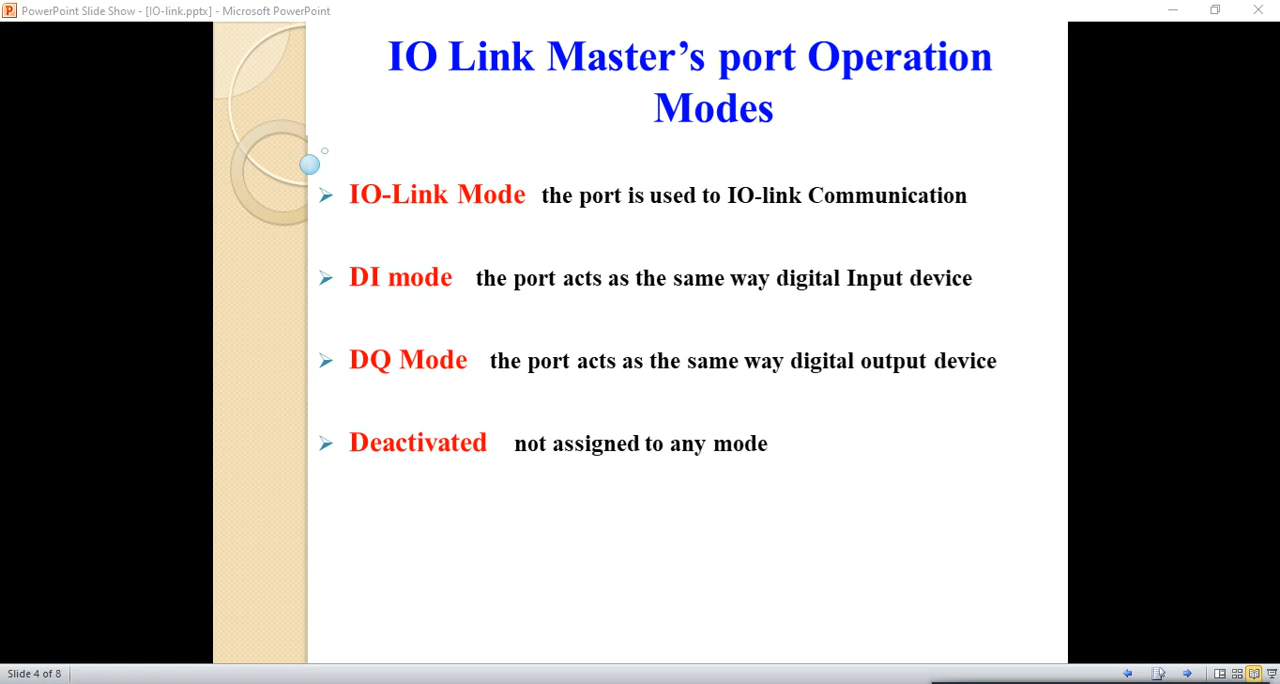 PowerPoint Slide Show - [IO-link.pptx] - Microsoft PowerPoint
IO Link Master’s port Operation
Modes
IO-Link Mode the port is used to IO-link Communication
DI mode the port acts as the same way digital Input device
DQ Mode the port acts as the same way digital output device
Deactivated not assigned to any mode
Slide 4 of 8